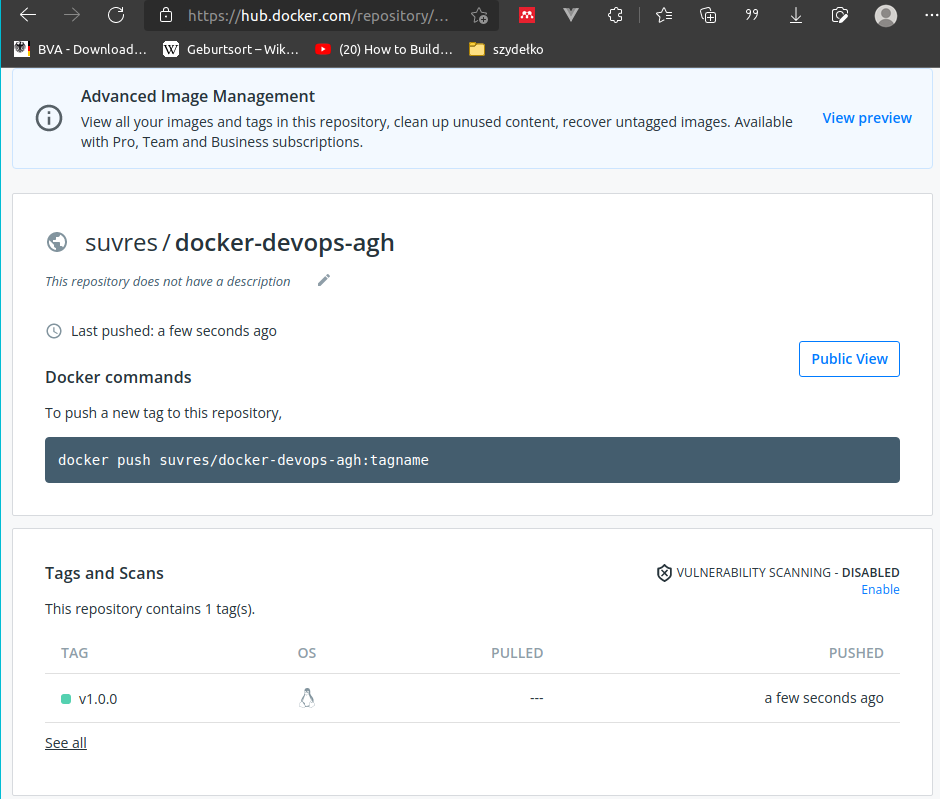 https://hub.docker.com/repository/...
BVA - Download...
W Geburtsort – Wik...
(20) How to Build...
szydełko
Advanced Image Management
View all your images and tags in this repository, clean up unused content, recover untagged images. Available
with Pro, Team and Business subscriptions.
View preview
suvres / docker-devops-agh
This repository does not have a description
Last pushed: a few seconds ago
Public View
Docker commands
To push a new tag to this repository,
docker push suvres/docker-devops-agh:tagname
Tags and Scans
VULNERABILITY SCANNING - DISABLED
Enable
This repository contains 1 tag(s).
TAG OS PULLED PUSHED
v1.0.0 --- a few seconds ago
See all